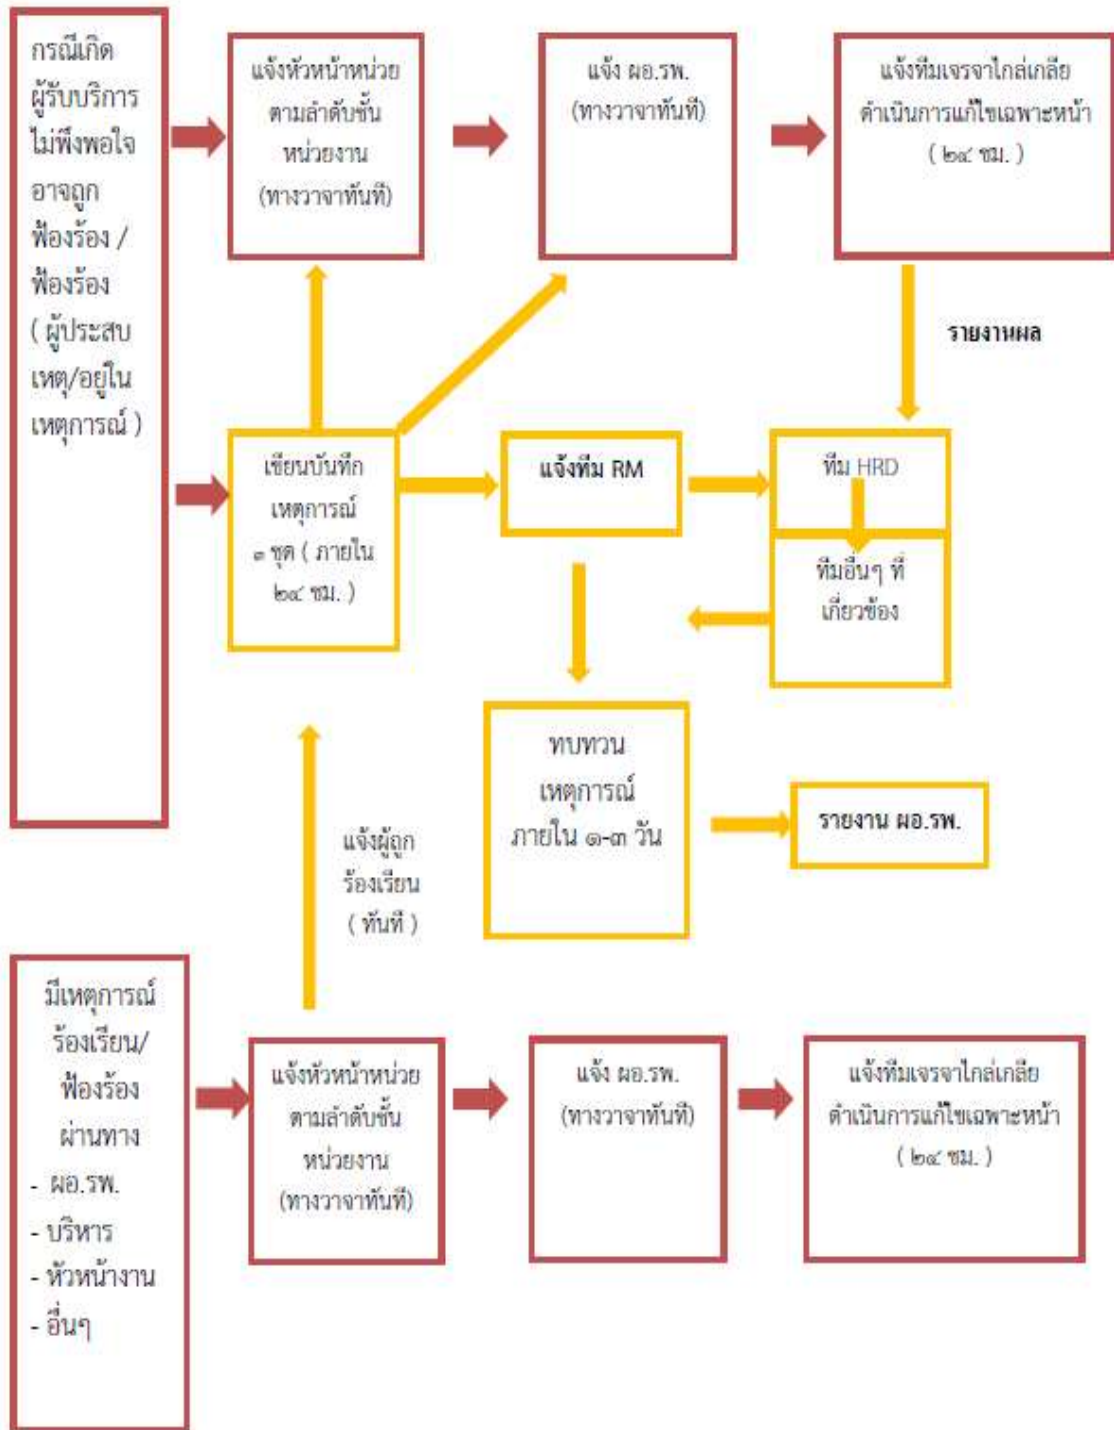 กรณีเกิด
ผู้รับบริการ
ไม่พึงพอใจ
อาจถูก
ฟ้องร้อง /
ฟ้องร้อง
( ผู้ประสบ
เหตุ/อยู่ใน
เหตุการณ์ )
แจ้งหัวหน้าหน่วย
ตามลำดับชั้น
หน่วยงาน
(ทางวาจาทันที)
แจ้ง ผอ.รพ.
(ทางวาจาทันที)
แจ้งทีมเจรจาไกล่เกลี่ย
ดำเนินการแก้ไขเฉพาะหน้า
( ๒๔ ชม. )
รายงานผล
เขียนบันทึก
เหตุการณ์
๑ ชุด ( ภายใน
๒๔ ชม. )
แจ้งทีม RM
ทีม HRD
ทีมอื่นๆ ที่
เกี่ยวข้อง
ทบทวน
เหตุการณ์
ภายใน ๑-๓ วัน
รายงาน ผอ.รพ.
แจ้งผู้ถูก
ร้องเรียน
( ทันที )
มีเหตุการณ์
ร้องเรียน/
ฟ้องร้อง
ผ่านทาง
- ผอ.รพ.
- บริหาร
- หัวหน้างาน
- อื่นๆ
แจ้งหัวหน้าหน่วย
ตามลำดับชั้น
หน่วยงาน
(ทางวาจาทันที)
แจ้ง ผอ.รพ.
(ทางวาจาทันที)
แจ้งทีมเจรจาไกล่เกลี่ย
ดำเนินการแก้ไขเฉพาะหน้า
( ๒๔ ชม. )